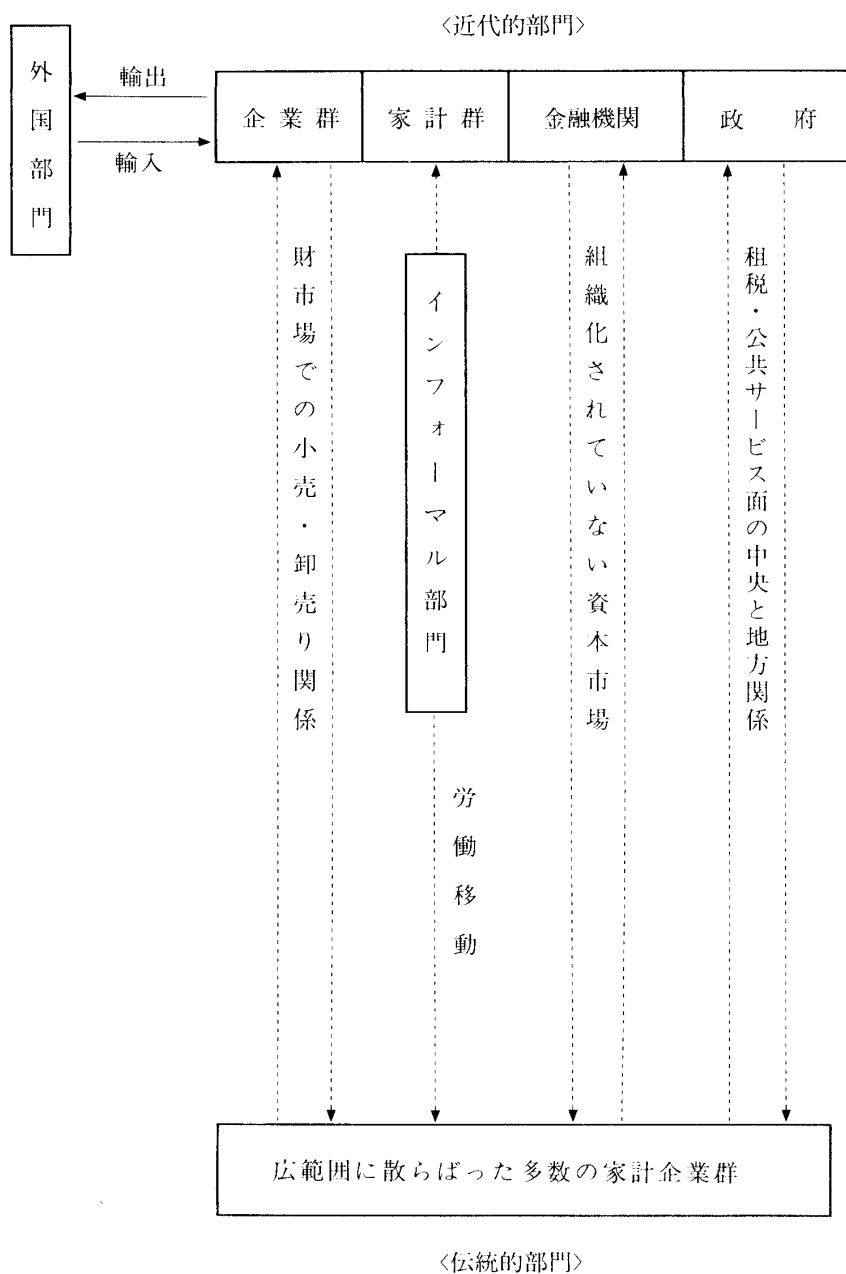 〈近代的部門〉
外国部門
輸出
輸入
企業群
家計群
金融機関
政府
財市場での小売・卸売り関係
インフォーマル部門
労働移動
組織化されていない資本市場
租税・公共サービス面の中央と地方関係
広範囲に散らばった多数の家計企業群
〈伝統的部門〉